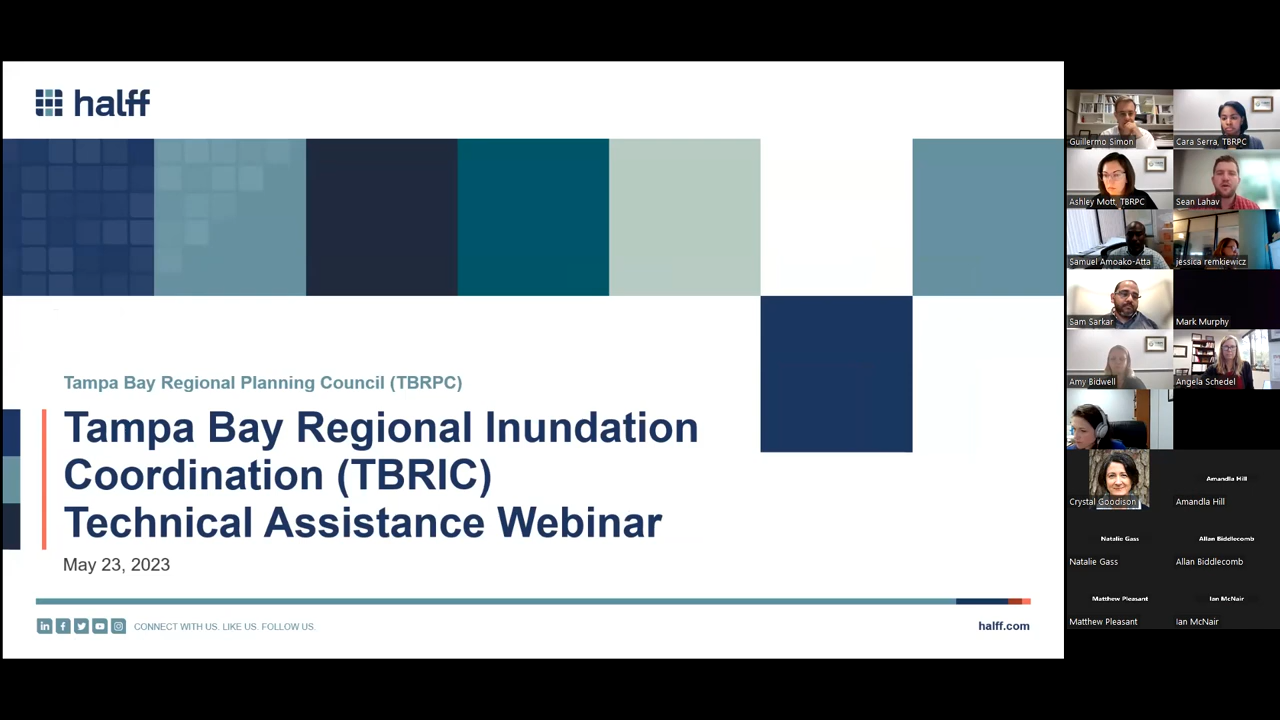 halff
Tampa Bay Regional Planning Council (TBRPC)
Tampa Bay Regional Inundation
Coordination (TBRIC)
Technical Assistance Webinar
May 23, 2023
CONNECT WITH US. LIKE US. FOLLOW US.
halff.com
Guillermo Simon
Cara Serra, TBRPC
Ashley Mott, TBRPC
Sean Lahav
Samuel Amoako-Atta
jessica remkiewicz
Sam Sarkar
Mark Murphy
Amy Bidwell
Angela Schedel
Crystal Goodison
Amandla Hill
Amandla Hill
Natalie Gass
Natalie Gass
Allan Biddlecomb
Allan Biddlecomb
Matthew Pleasant
Matthew Pleasant
Ian McNair
Ian McNair